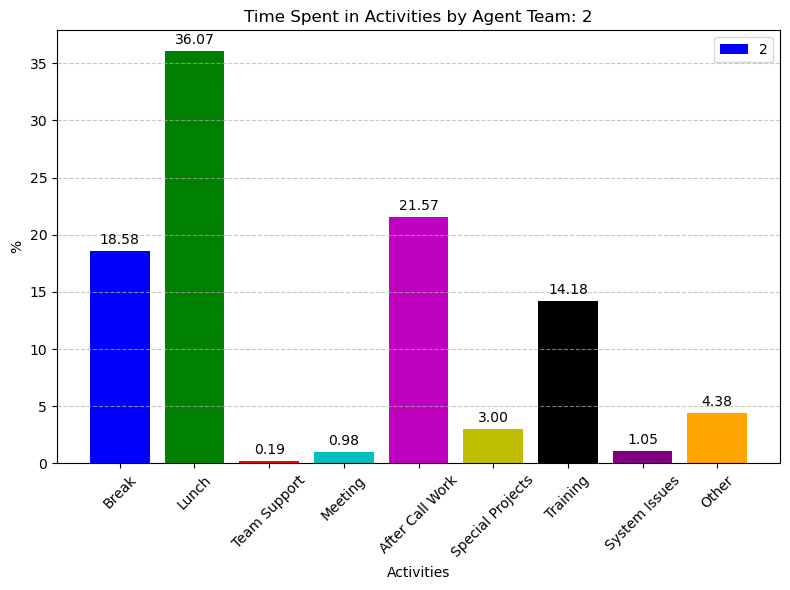 Time Spent in Activities by Agent Team: 2
2
%
35
30
25
20
15
10
5
0
18.58
36.07
0.19
0.98
21.57
3.00
14.18
1.05
4.38
Break
Lunch
Team Support
Meeting
After Call Work
Special Projects
Training
System Issues
Other
Activities